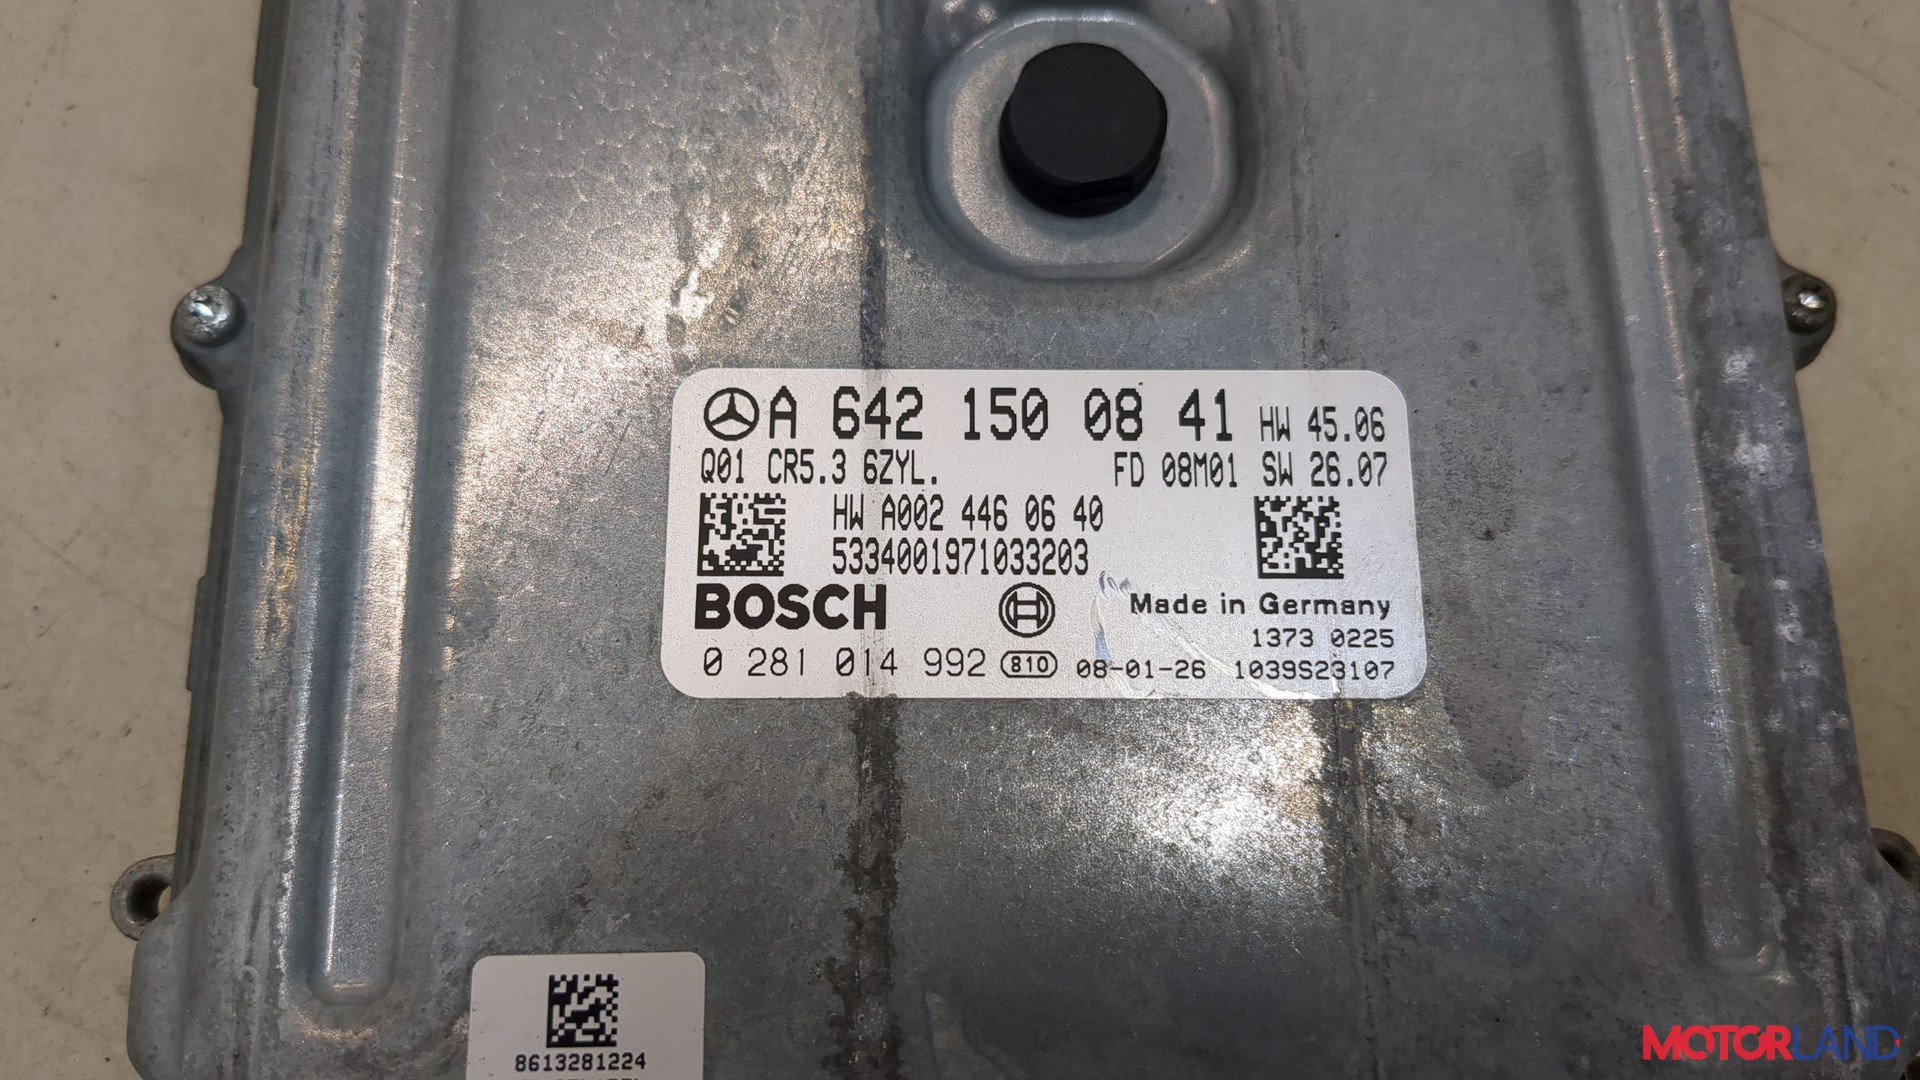 A 642 150 08 41 HW 45.06
Q01 CR5.3 6ZYL. FD 08M01 SW 26.07
HW A002 446 06 40
5334001971033203
BOSCH
Made in Germany
1373 0225
0 281 014 992 810 08-01-26 1039S23107
8613281224
MOTORLAND